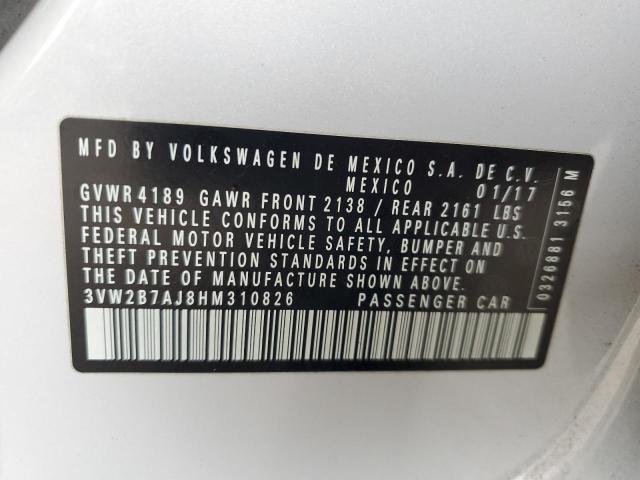 MFD BY VOLKSWAGEN DE MEXICO S.A. DE C.V.
MEXICO 01/17
GVWR 4189 GAWR FRONT 2138 / REAR 2161 LBS
THIS VEHICLE CONFORMS TO ALL APPLICABLE U.S.
FEDERAL MOTOR VEHICLE SAFETY, BUMPER AND
THEFT PREVENTION STANDARDS IN EFFECT ON
THE DATE OF MANUFACTURE SHOWN ABOVE
3VW2B7AJ8HM310826 PASSENGER CAR
0326881 3156 M